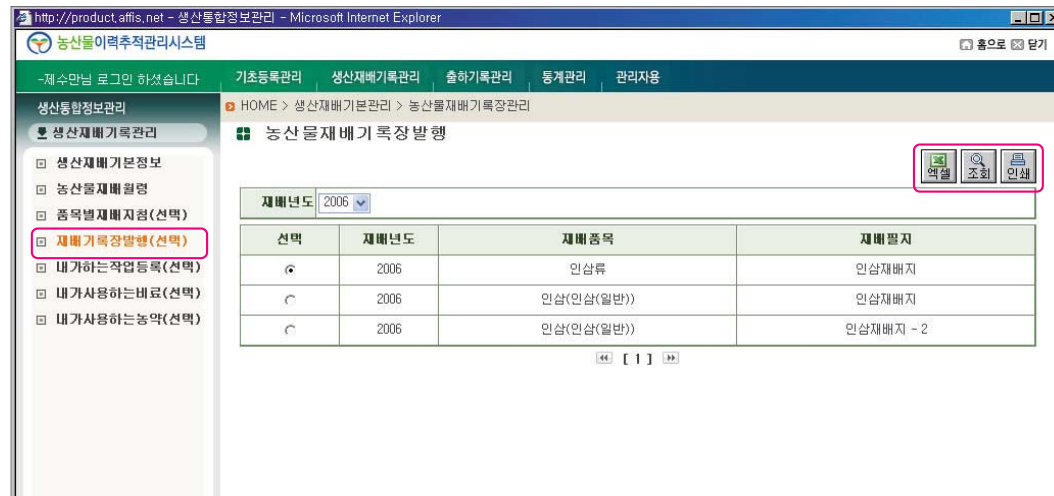 http://product.affis.net - 생산통합정보관리 - Microsoft Internet Explorer
농산물이력추적관리시스템
홈으로 닫기
-제수만님 로그인 하셨습니다
기초등록관리 생산재배기록관리 출하기록관리 통계관리 관리자용
생산통합정보관리
HOME > 생산재배기본관리 > 농산물재배기록장관리
생산재배기록관리
농산물재배기록장발행
엑셀 조회 인쇄
생산재배기본정보
농산물재배월령
품목별재배지침(선택)
재배기록장발행(선택)
내가하는작업등록(선택)
내가사용하는비료(선택)
내가사용하는농약(선택)
재배년도 2006
선택 재배년도 재배품목 재배필지
2006 인삼류 인삼재배지
2006 인삼(인삼(일반)) 인삼재배지
2006 인삼(인삼(일반)) 인삼재배지 - 2
[ 1 ]